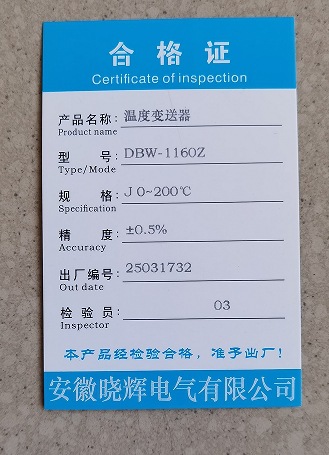 合格证
Certificate of inspection
产品名称：温度变送器
Product name
型号：DBW-1160Z
Type/Mode
规格：J 0~200℃
Specification
精度：±0.5%
Accuracy
出厂编号：25031732
Out date
检验员：03
Inspector
本产品经检验合格，准予出厂！
安徽晓辉电气有限公司